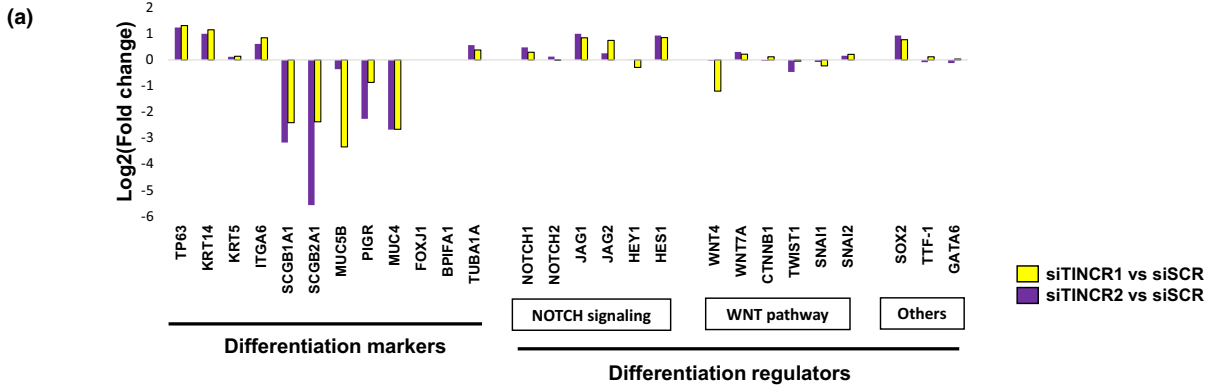 (a)
Log2(Fold change)
2
1
0
-1
-2
-3
-4
-5
-6
TP63
KRT14
KRT5
ITGA6
SCGB1A1
SCGB2A1
MUC5B
PIGR
MUC4
FOXJ1
BPIFA1
TUBA1A
NOTCH1
NOTCH2
JAG1
JAG2
HEY1
HES1
WNT4
WNT7A
CTNNB1
TWIST1
SNAI1
SNAI2
SOX2
TTF-1
GATA6
siTINCR1 vs siSCR
siTINCR2 vs siSCR
NOTCH signaling
WNT pathway
Others
Differentiation markers
Differentiation regulators